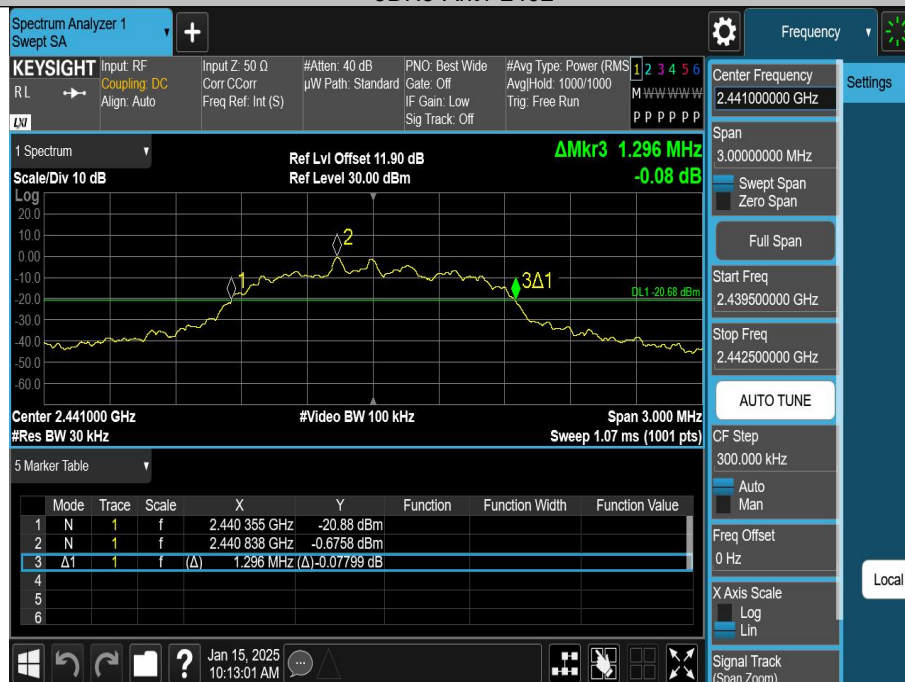 Spectrum Analyzer 1
Swept SA
+
Frequency
KEYSIGHT
RL
LXI
Input: RF
Coupling: DC
Align: Auto
Input Z: 50 Ω
Corr CCorr
Freq Ref: Int (S)
#Atten: 40 dB
µW Path: Standard
PNO: Best Wide
Gate: Off
IF Gain: Low
Sig Track: Off
#Avg Type: Power (RMS
Avg|Hold: 1000/1000
Trig: Free Run
1 2 3 4 5 6
M W W W W W
P P P P P P
Center Frequency
2.441000000 GHz
Settings
1 Spectrum
Scale/Div 10 dB
Ref Lvl Offset 11.90 dB
Ref Level 30.00 dBm
ΔMkr3 1.296 MHz
-0.08 dB
Span
3.00000000 MHz
Swept Span
Zero Span
Full Span
Log
20.0
10.0
0.00
-10.0
-20.0
-30.0
-40.0
-50.0
-60.0
1
2
3Δ1
DL1 -20.68 dBm
Start Freq
2.439500000 GHz
Stop Freq
2.442500000 GHz
AUTO TUNE
Center 2.441000 GHz
#Video BW 100 kHz
Span 3.000 MHz
#Res BW 30 kHz
Sweep 1.07 ms (1001 pts)
CF Step
300.000 kHz
Auto
Man
5 Marker Table
Mode Trace Scale X Y Function Function Width Function Value
1 N 1 f 2.440 355 GHz -20.88 dBm
2 N 1 f 2.440 838 GHz -0.6758 dBm
3 Δ1 1 f (Δ) 1.296 MHz (Δ) -0.07799 dB
4
5
6
Freq Offset
0 Hz
X Axis Scale
Log
Lin
Local
Signal Track
(Span Zoom)
?
Jan 15, 2025
10:13:01 AM